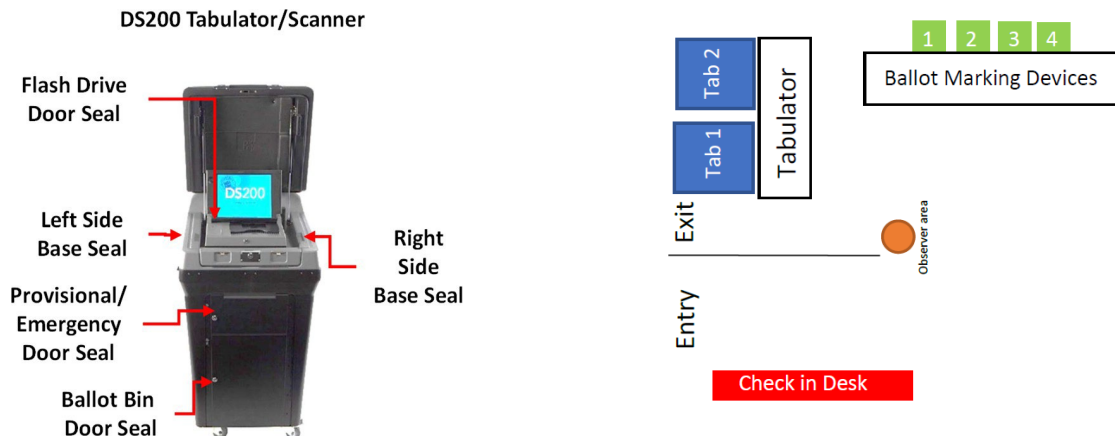 DS200 Tabulator/Scanner
Flash Drive
Door Seal
DS200
Left Side
Base Seal
Right
Side
Base Seal
Provisional/
Emergency
Door Seal
Ballot Bin
Door Seal
1
2
3
4
Ballot Marking Devices
Tab 2
Tab 1
Tabulator
Exit
Observer area
Entry
Check in Desk